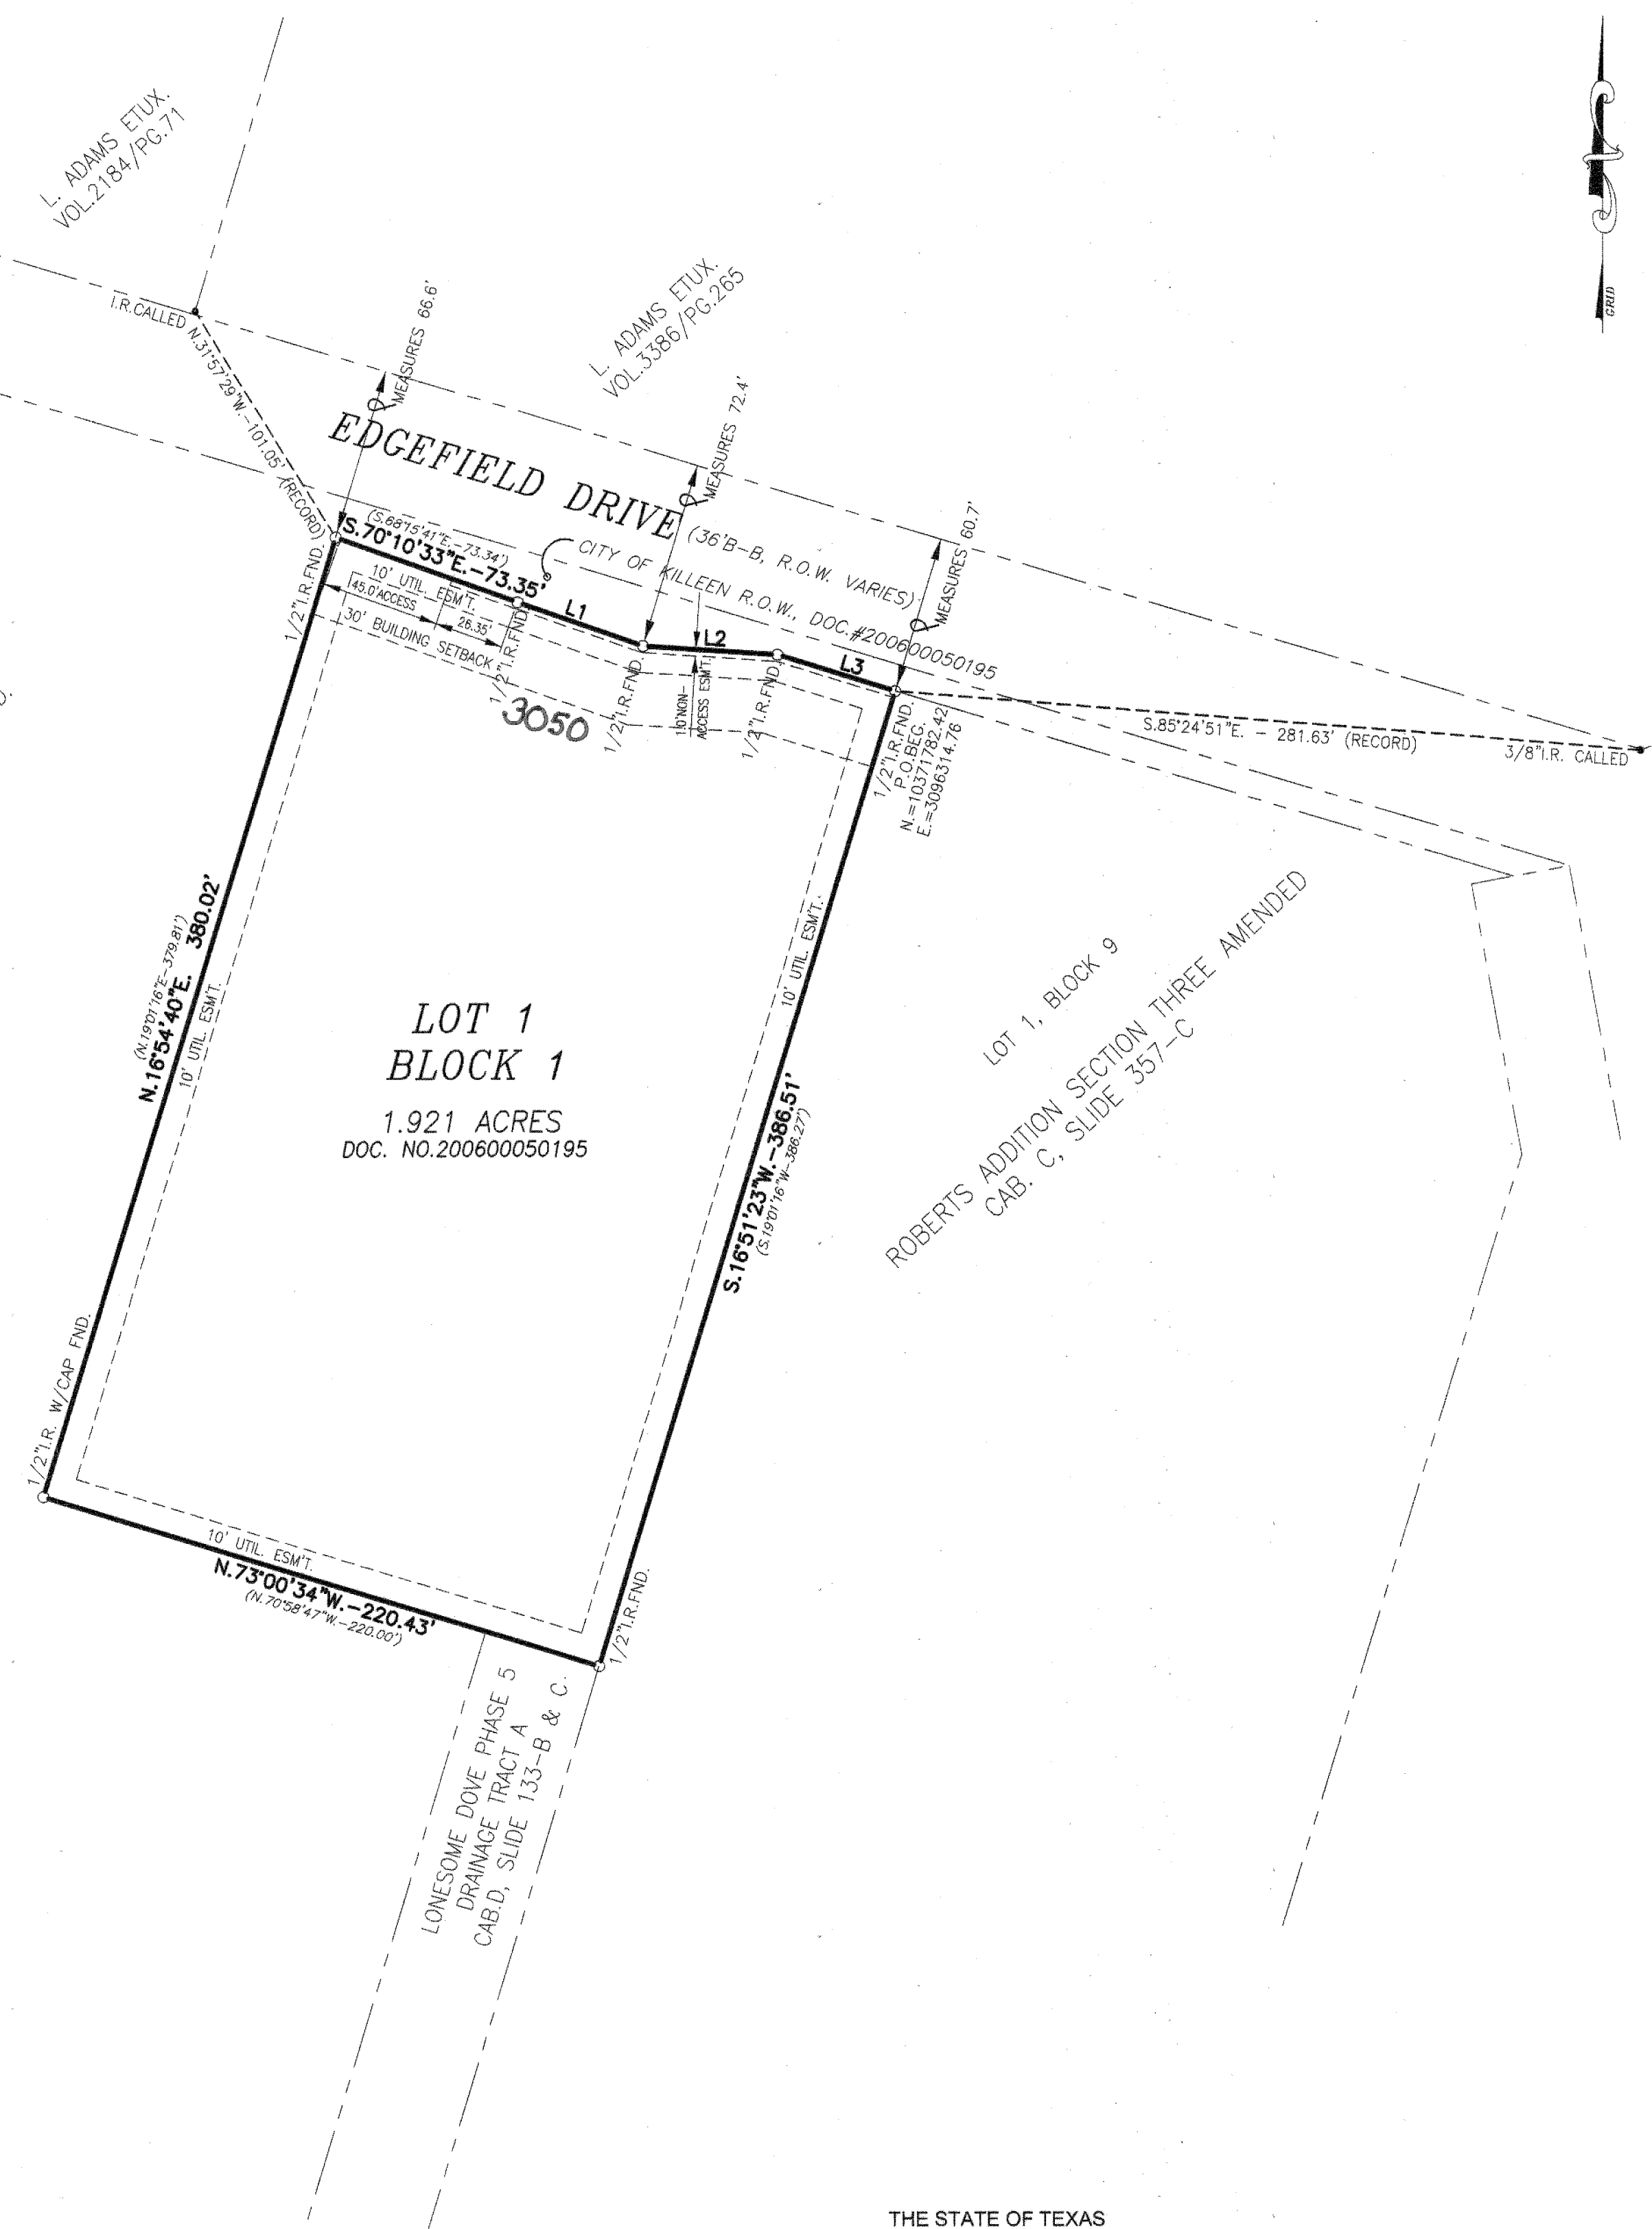 L. ADAMS ETUX.
VOL.2184/PG.71
GRID
I.R.CALLED
N.31°57'29"W.-101.05' (RECORD)
MEASURES 66.6'
L. ADAMS ETUX.
VOL.3386/PG.265
MEASURES 72.4'
MEASURES 60.7'
EDGEFIELD DRIVE
(36'B-B, R.O.W. VARIES)
CITY OF KILLEEN R.O.W., DOC.#200600050195
(S.68°15'41"E.-73.34')
S.70°10'33"E.-73.35'
L1
L2
L3
10' UTIL. ESM'T.
45.0'ACCESS
26.35'
30' BUILDING SETBACK
1/2"I.R.FND.
1/2"I.R.FND.
1/2"I.R.FND.
1/2"I.R.FND.
1.0'NON-
ACCESS ESM'T.
3050
1/2"I.R.FND.
P.O.BEG.
N.=10371782.42
E.=3096314.76
S.85°24'51"E. - 281.63' (RECORD)
3/8"I.R. CALLED
(N.19°01'16"E-379.81')
N.16°54'40"E. 380.02'
10' UTIL. ESM'T.
10' UTIL. ESM'T.
LOT 1
BLOCK 1
1.921 ACRES
DOC. NO.200600050195
S.16°51'23"W.-386.51'
(S.19°01'16"W-386.27')
LOT 1, BLOCK 9
ROBERTS ADDITION SECTION THREE AMENDED
CAB. C, SLIDE 357-C
1/2"I.R. W/CAP FND.
10' UTIL. ESM'T.
N.73°00'34"W.-220.43'
(N.70°58'47"W.-220.00')
1/2"I.R.FND.
LONESOME DOVE PHASE 5
DRAINAGE TRACT A
CAB.D, SLIDE 133-B & C.
THE STATE OF TEXAS